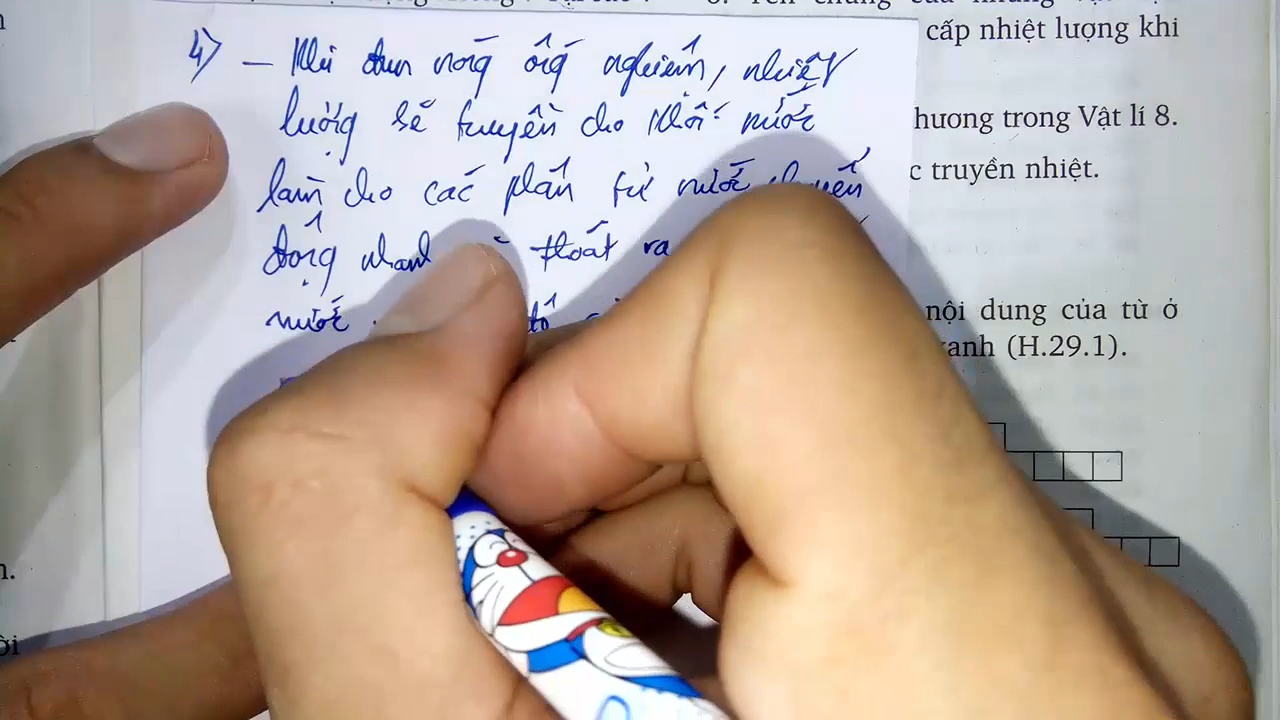 cấp nhiệt lượng khi
4) – Khi đun nóng ống nghiệm, nhiệt
lượng sẽ truyền cho khối nước
hương trong Vật lí 8.
làm cho các phân tử nước chuyển
c truyền nhiệt.
động nhanh thoát ra
nước
nội dung của từ ở
anh (H.29.1).
n.
ời